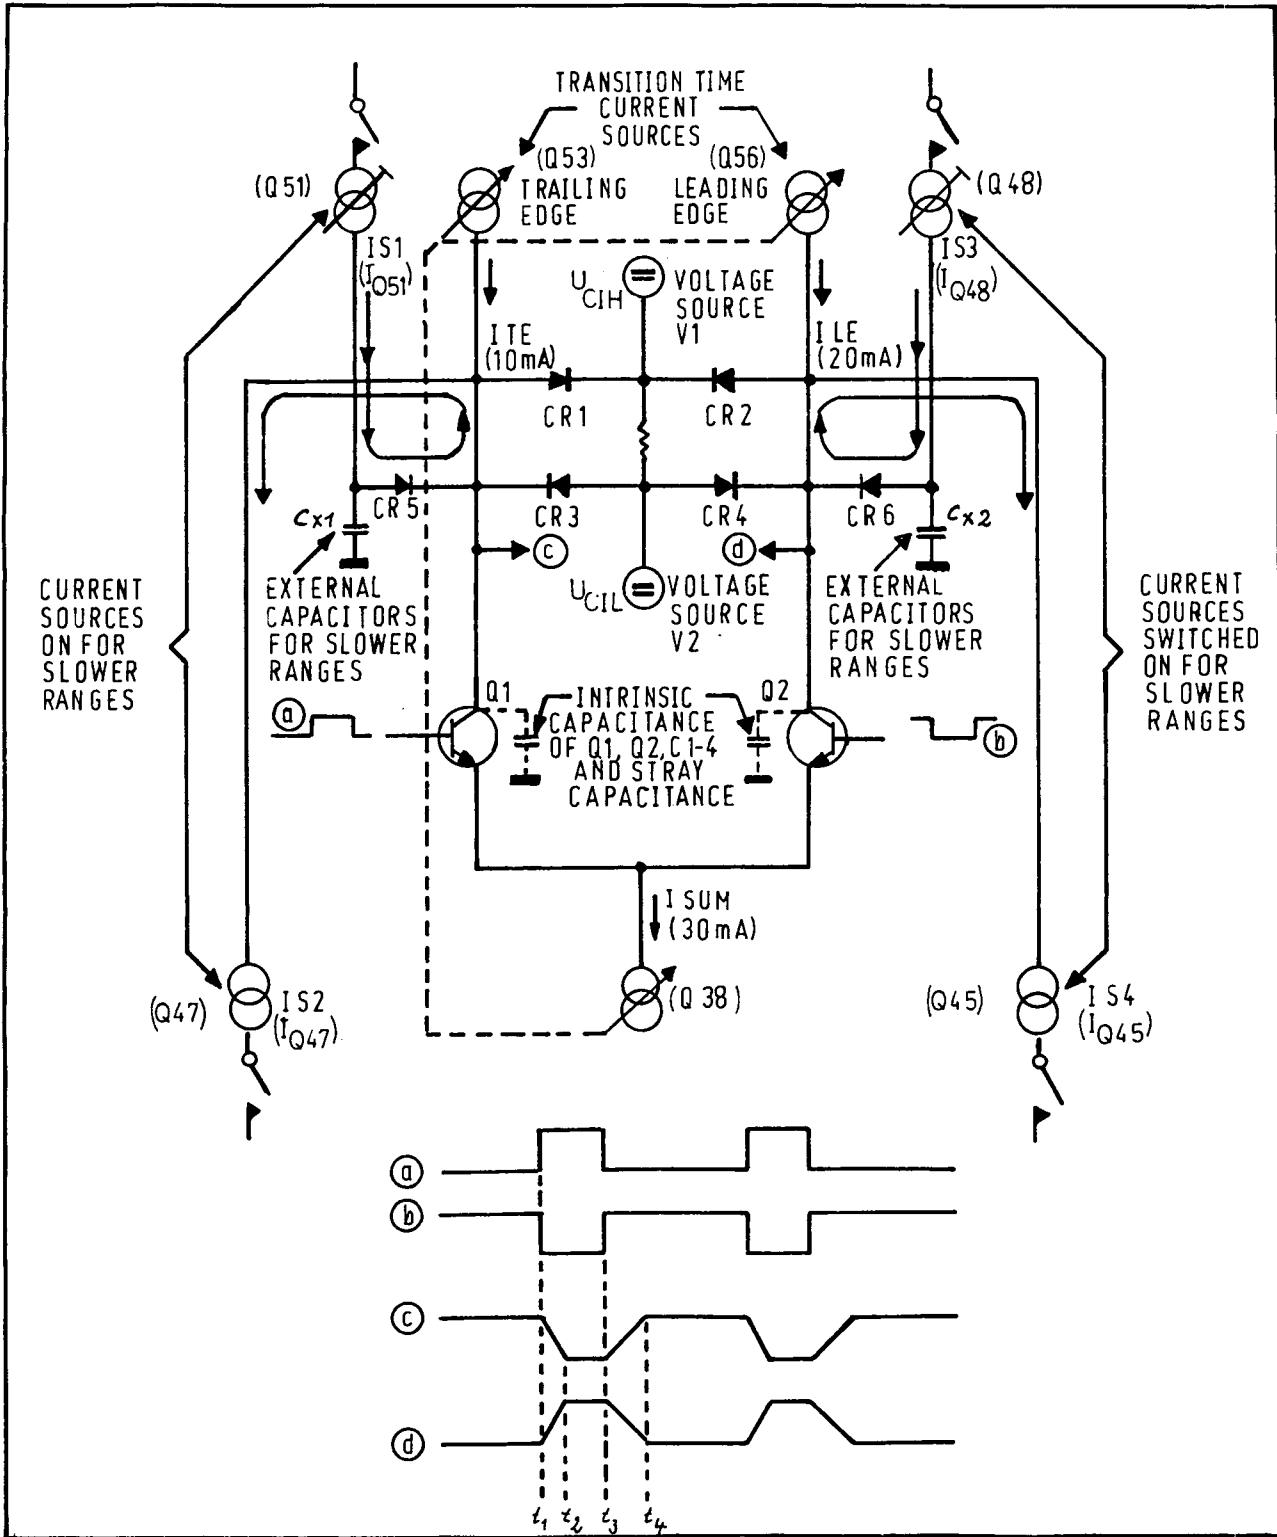 TRANSITION TIME
CURRENT
SOURCES
(Q51)
(Q53)
TRAILING
EDGE
(Q56)
LEADING
EDGE
(Q48)
IS1
(IQ51)
IS3
(IQ48)
UCIH
VOLTAGE
SOURCE
V1
I TE
(10mA)
I LE
(20mA)
CR1
CR2
CR5
CR3
CR4
CR6
Cx1
Cx2
c
d
UCIL
VOLTAGE
SOURCE
V2
EXTERNAL
CAPACITORS
FOR SLOWER
RANGES
EXTERNAL
CAPACITORS
FOR SLOWER
RANGES
CURRENT
SOURCES
ON FOR
SLOWER
RANGES
CURRENT
SOURCES
SWITCHED
ON FOR
SLOWER
RANGES
a
Q1
Q2
INTRINSIC
CAPACITANCE
OF Q1, Q2, C1-4
AND STRAY
CAPACITANCE
b
I SUM
(30mA)
(Q47)
IS2
(IQ47)
(Q38)
(Q45)
IS4
(IQ45)
a
b
c
d
t1 t2 t3 t4